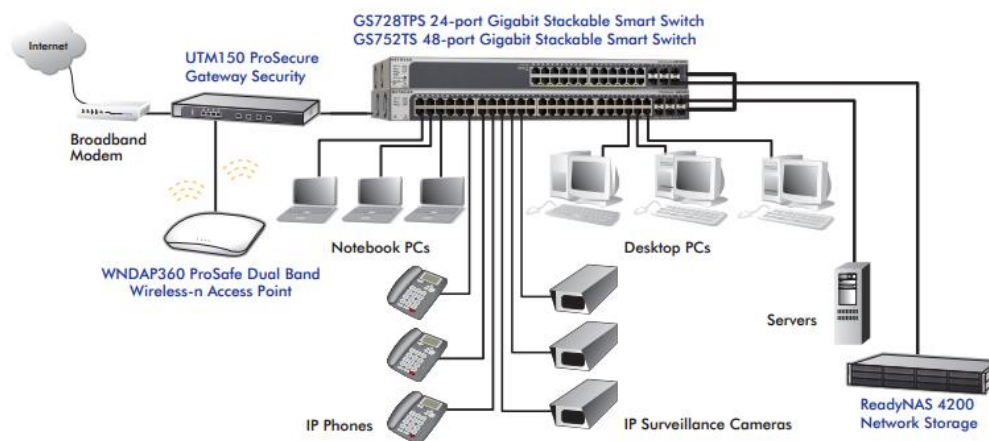 GS728TPS 24-port Gigabit Stackable Smart Switch
GS752TS 48-port Gigabit Stackable Smart Switch
Internet
UTM150 ProSecure
Gateway Security
Broadband
Modem
Notebook PCs
Desktop PCs
WNDAP360 ProSafe Dual Band
Wireless-n Access Point
Servers
IP Phones
IP Surveillance Cameras
ReadyNAS 4200
Network Storage